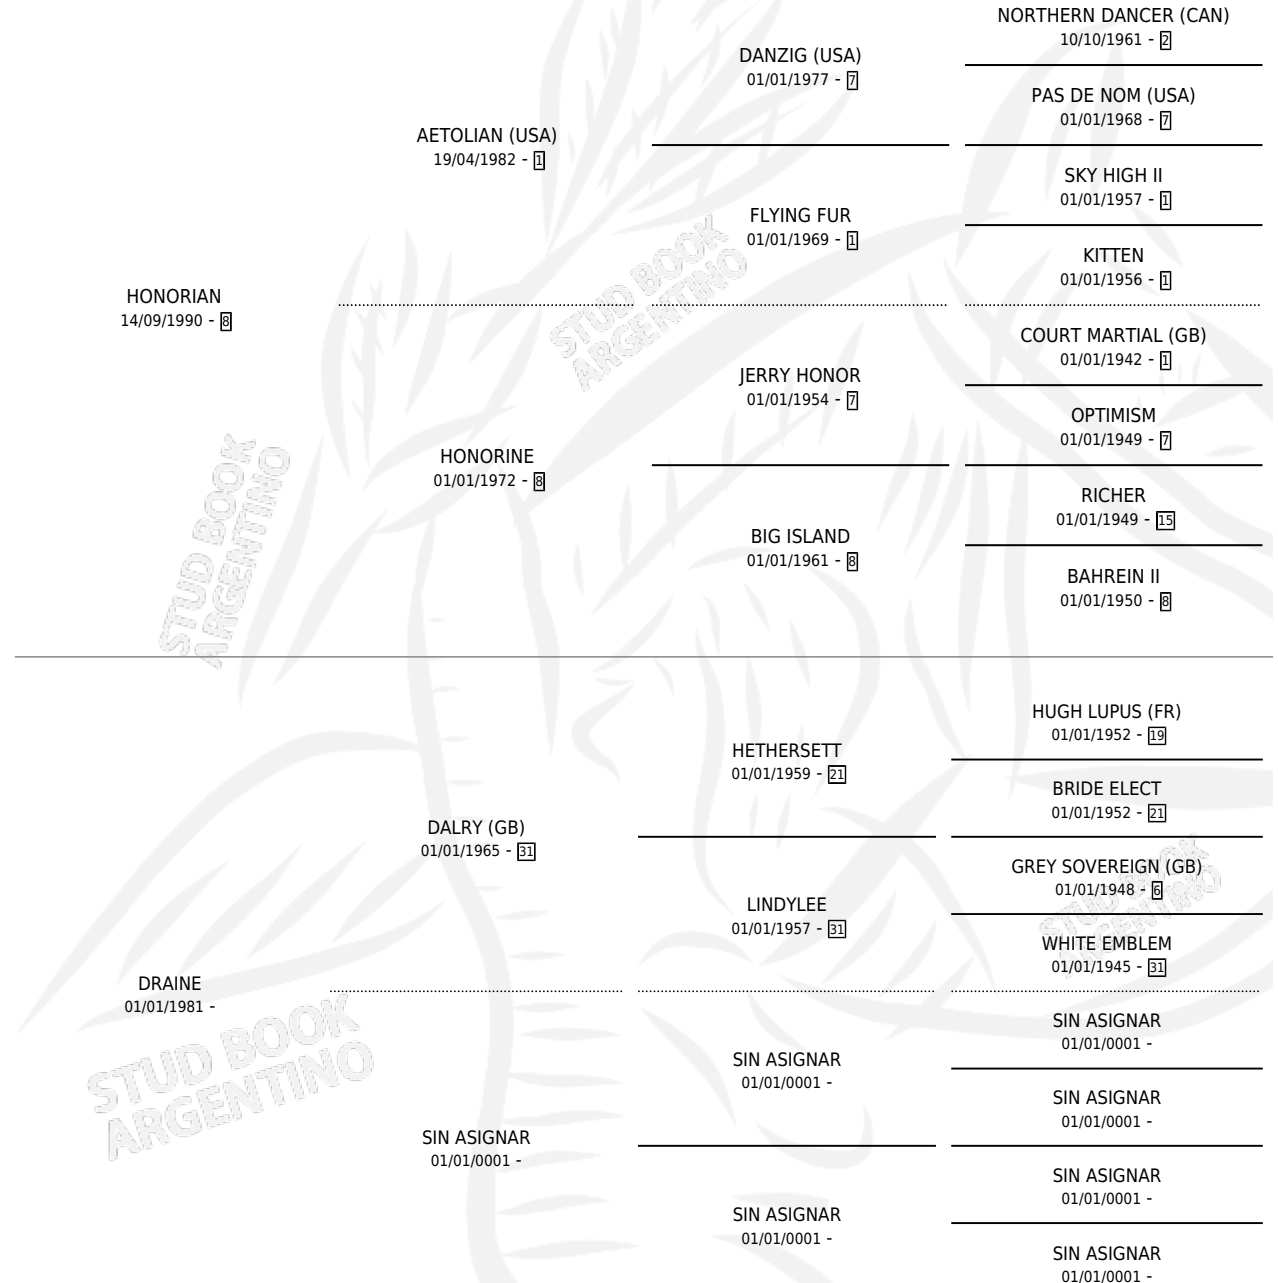 NORTHERN DANCER (CAN)
10/10/1961 - 2
DANZIG (USA)
01/01/1977 - 7
PAS DE NOM (USA)
01/01/1968 - 7
AETOLIAN (USA)
19/04/1982 - 1
SKY HIGH II
01/01/1957 - 1
FLYING FUR
01/01/1969 - 1
KITTEN
01/01/1956 - 1
HONORIAN
14/09/1990 - 8
STUD BOOK
ARGENTINO
COURT MARTIAL (GB)
01/01/1942 - 1
JERRY HONOR
01/01/1954 - 7
OPTIMISM
01/01/1949 - 7
HONORINE
01/01/1972 - 8
RICHER
01/01/1949 - 15
BIG ISLAND
01/01/1961 - 8
BAHREIN II
01/01/1950 - 8
STUD BOOK
ARGENTINO
HUGH LUPUS (FR)
01/01/1952 - 19
HETHERSETT
01/01/1959 - 21
BRIDE ELECT
01/01/1952 - 21
DALRY (GB)
01/01/1965 - 31
GREY SOVEREIGN (GB)
01/01/1948 - 6
LINDYLEE
01/01/1957 - 31
WHITE EMBLEM
01/01/1945 - 31
STUD BOOK
ARGENTINO
DRAINE
01/01/1981 -
SIN ASIGNAR
01/01/0001 -
SIN ASIGNAR
01/01/0001 -
SIN ASIGNAR
01/01/0001 -
STUD BOOK
ARGENTINO
SIN ASIGNAR
01/01/0001 -
SIN ASIGNAR
01/01/0001 -
SIN ASIGNAR
01/01/0001 -
SIN ASIGNAR
01/01/0001 -